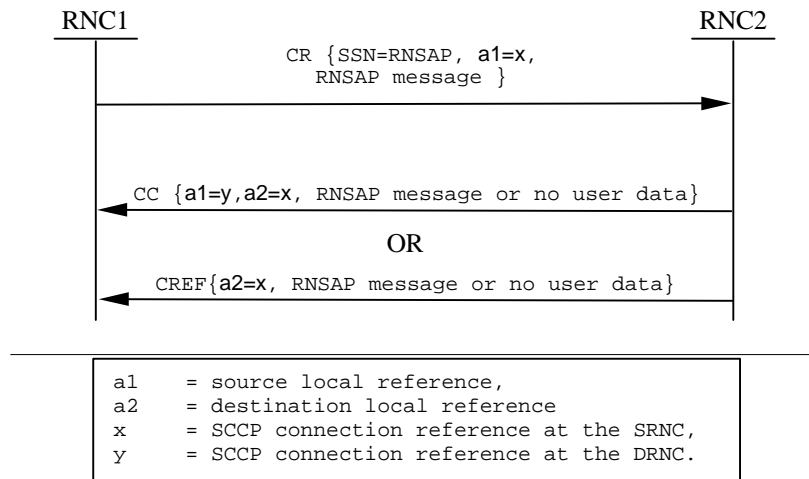 RNC1 RNC2
CR {SSN=RNSAP, a1=x,
RNSAP message }
CC {a1=y,a2=x, RNSAP message or no user data}
OR
CREF{a2=x, RNSAP message or no user data}
a1 = source local reference,
a2 = destination local reference
x = SCCP connection reference at the SRNC,
y = SCCP connection reference at the DRNC.